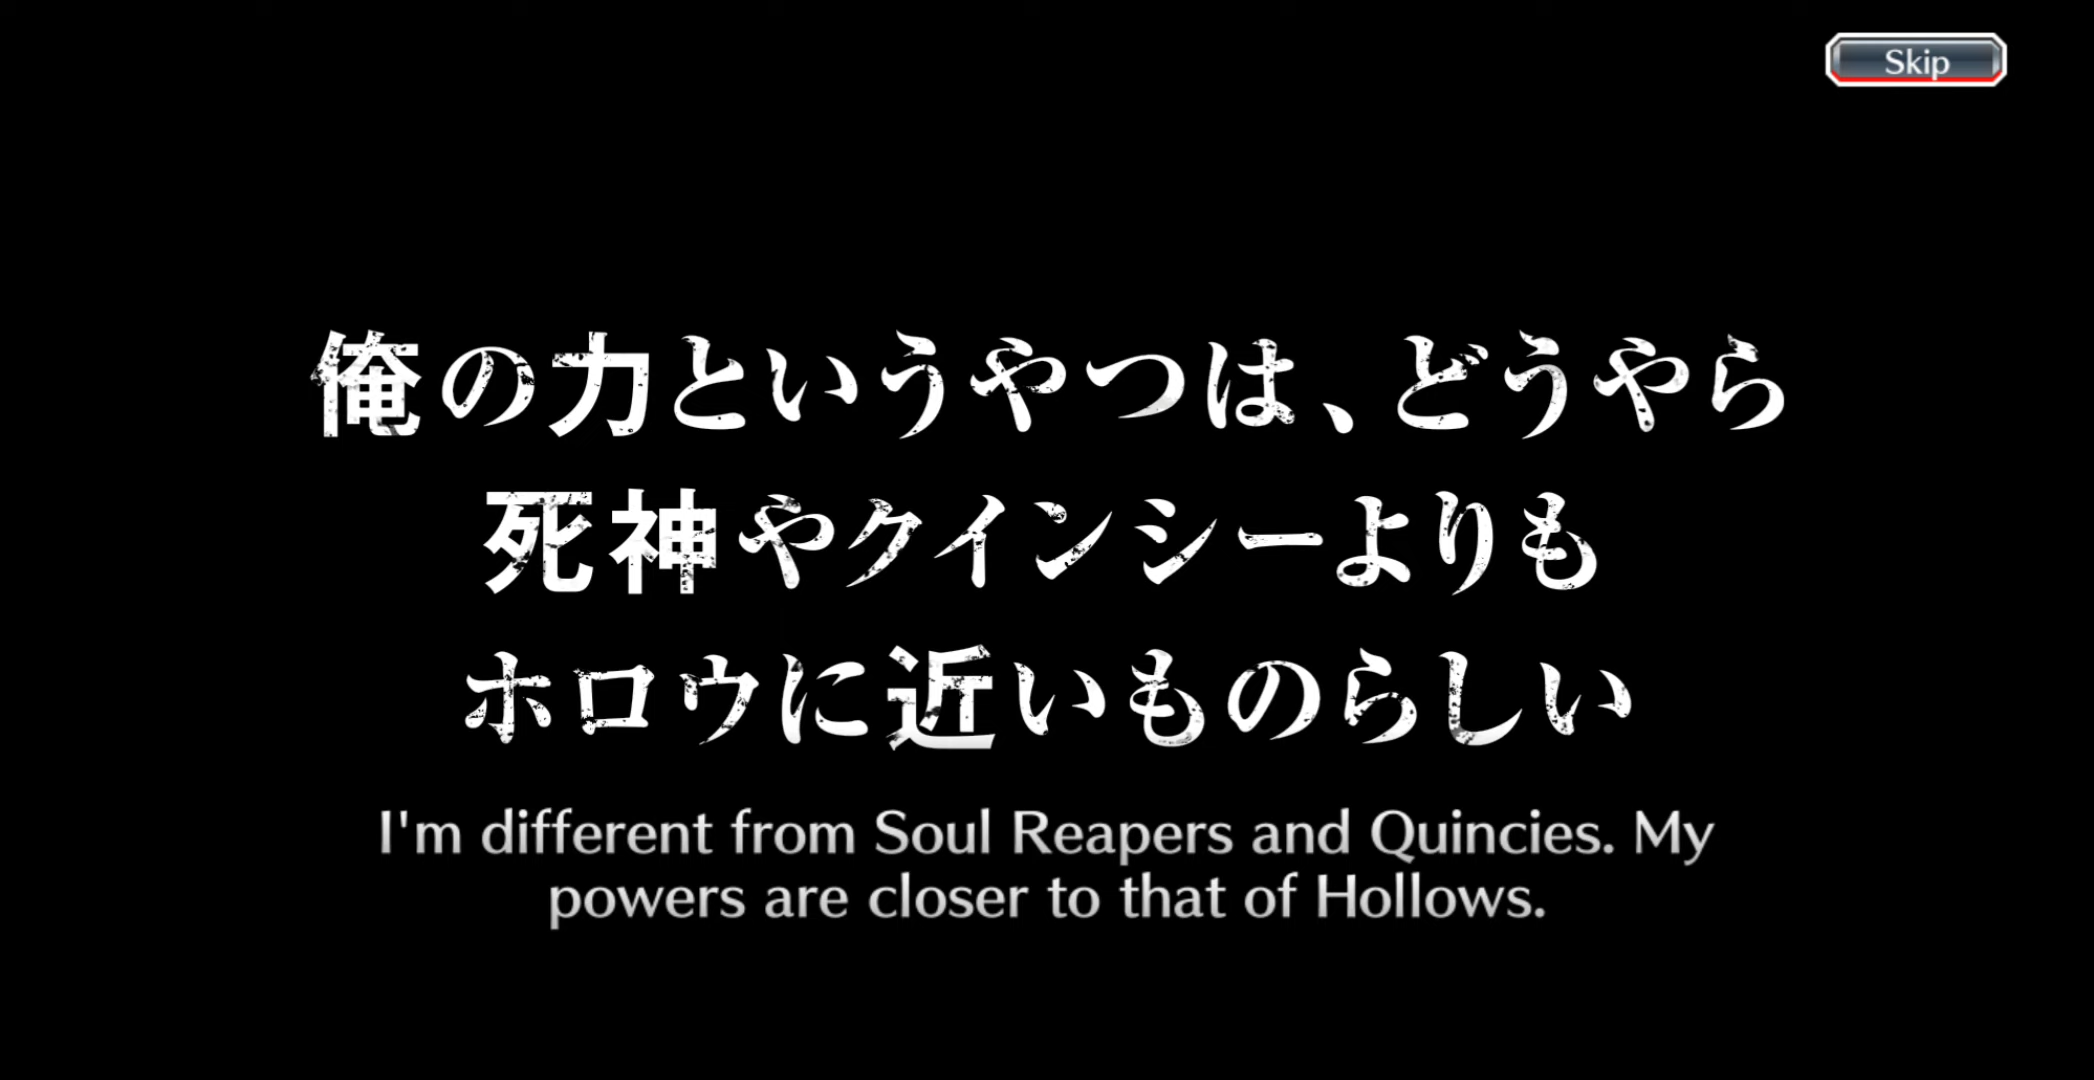 Skip
俺の力というやつは、どうやら
死神やクインシーよりも
ホロウに近いものらしい
I'm different from Soul Reapers and Quincies. My
powers are closer to that of Hollows.